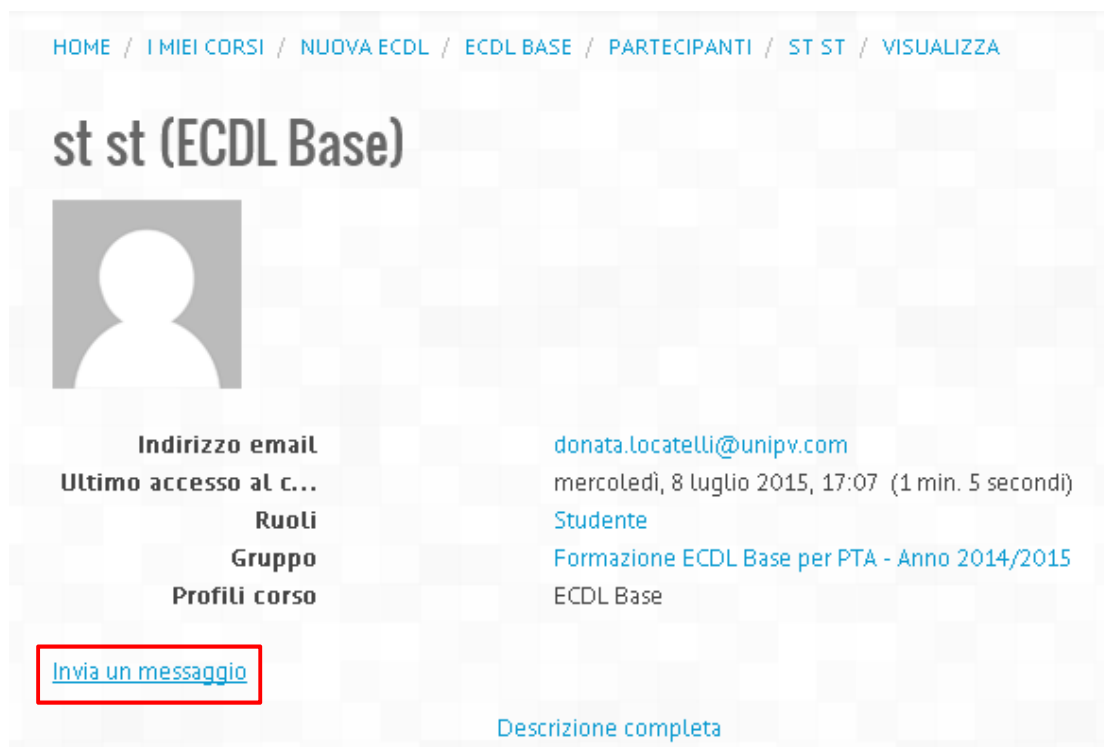 HOME / I MIEI CORSI / NUOVA ECDL / ECDL BASE / PARTECIPANTI / ST ST / VISUALIZZA
st st (ECDL Base)
Indirizzo email donata.locatelli@unipv.com
Ultimo accesso al c... mercoledì, 8 luglio 2015, 17:07 (1 min. 5 secondi)
Ruoli Studente
Gruppo Formazione ECDL Base per PTA - Anno 2014/2015
Profili corso ECDL Base
Invia un messaggio
Descrizione completa